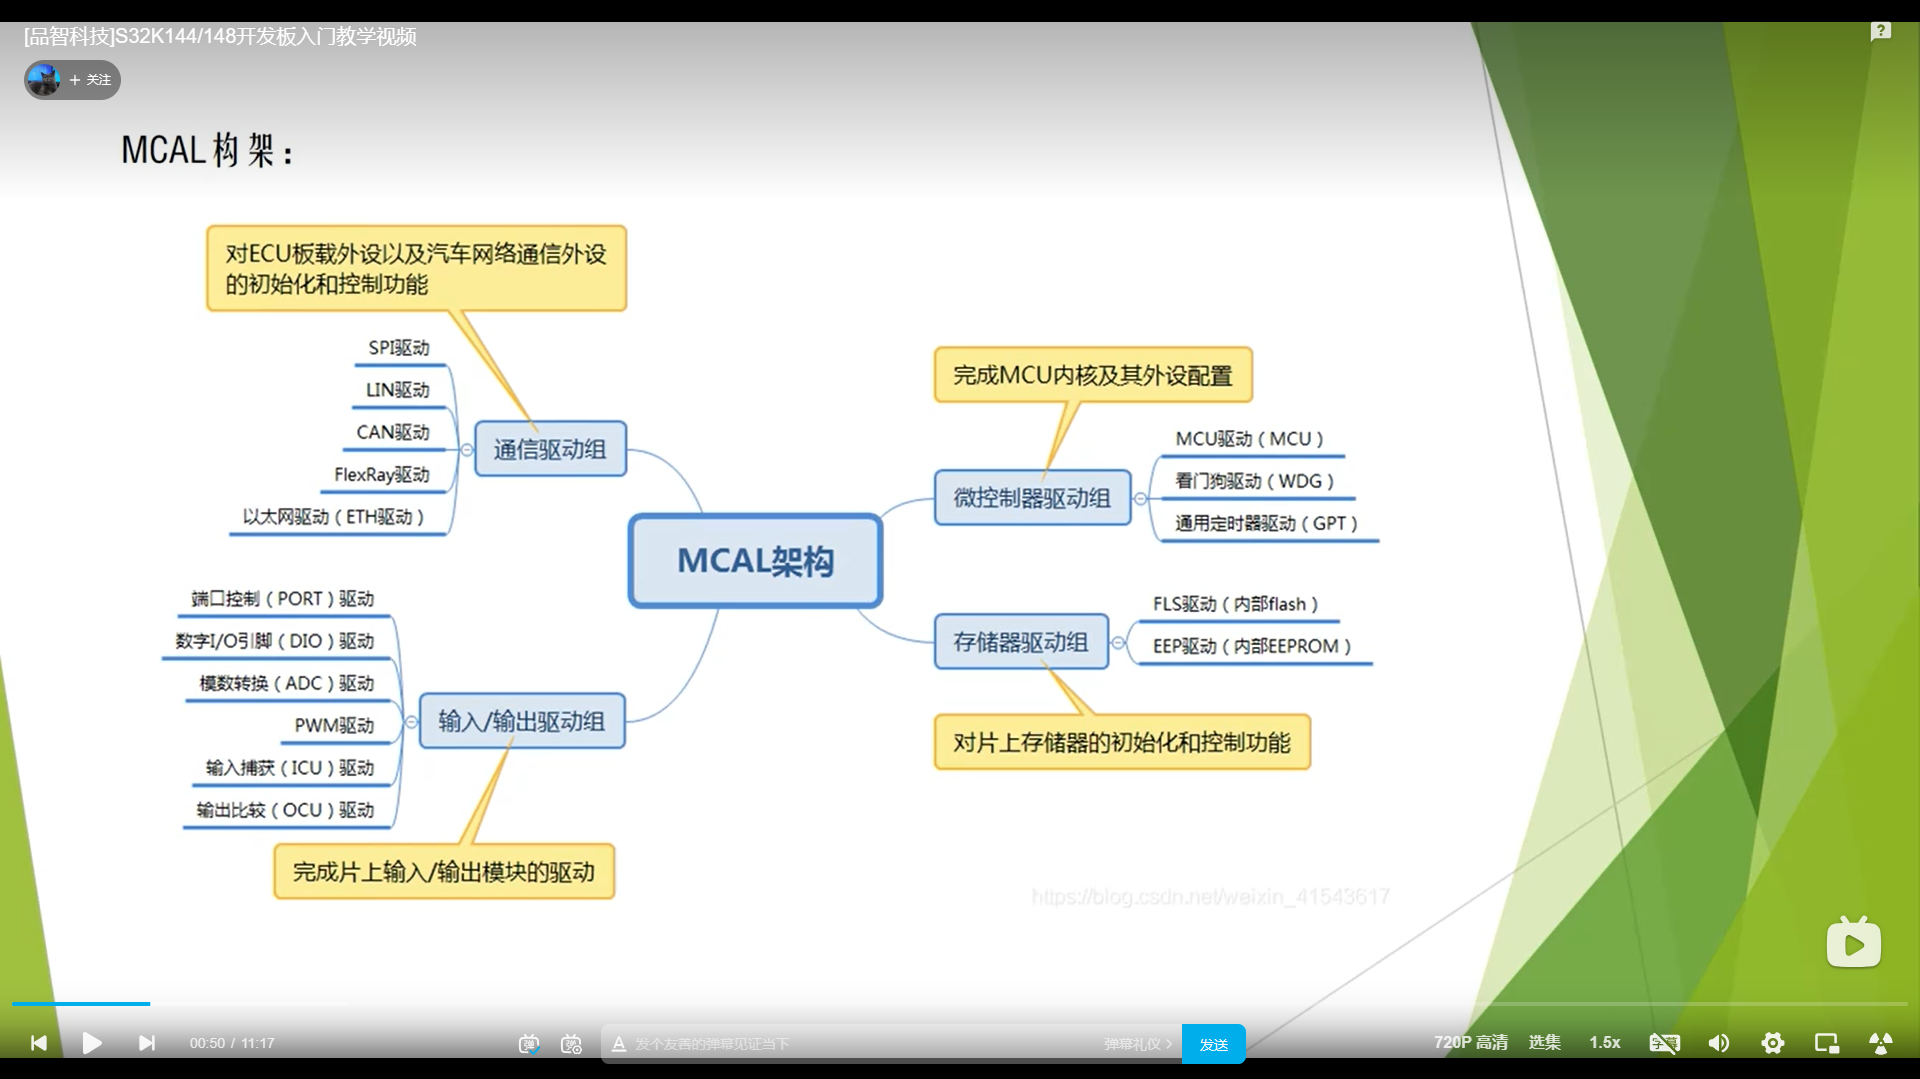 [品智科技]S32K144/148开发板入门教学视频
+ 关注
MCAL构架：
对ECU板载外设以及汽车网络通信外设
的初始化和控制功能
SPI驱动
LIN驱动
CAN驱动
FlexRay驱动
以太网驱动（ETH驱动）
通信驱动组
完成MCU内核及其外设配置
MCU驱动（MCU）
看门狗驱动（WDG）
通用定时器驱动（GPT）
微控制器驱动组
MCAL架构
端口控制（PORT）驱动
数字I/O引脚（DIO）驱动
模数转换（ADC）驱动
PWM驱动
输入捕获（ICU）驱动
输出比较（OCU）驱动
输入/输出驱动组
FLS驱动（内部flash）
EEP驱动（内部EEPROM）
存储器驱动组
对片上存储器的初始化和控制功能
完成片上输入/输出模块的驱动
https://blog.csdn.net/weixin_41543617
00:50 / 11:17
弹
弹
A 发个友善的弹幕见证当下
弹幕礼仪 >
发送
720P 高清
选集
1.5x
字幕